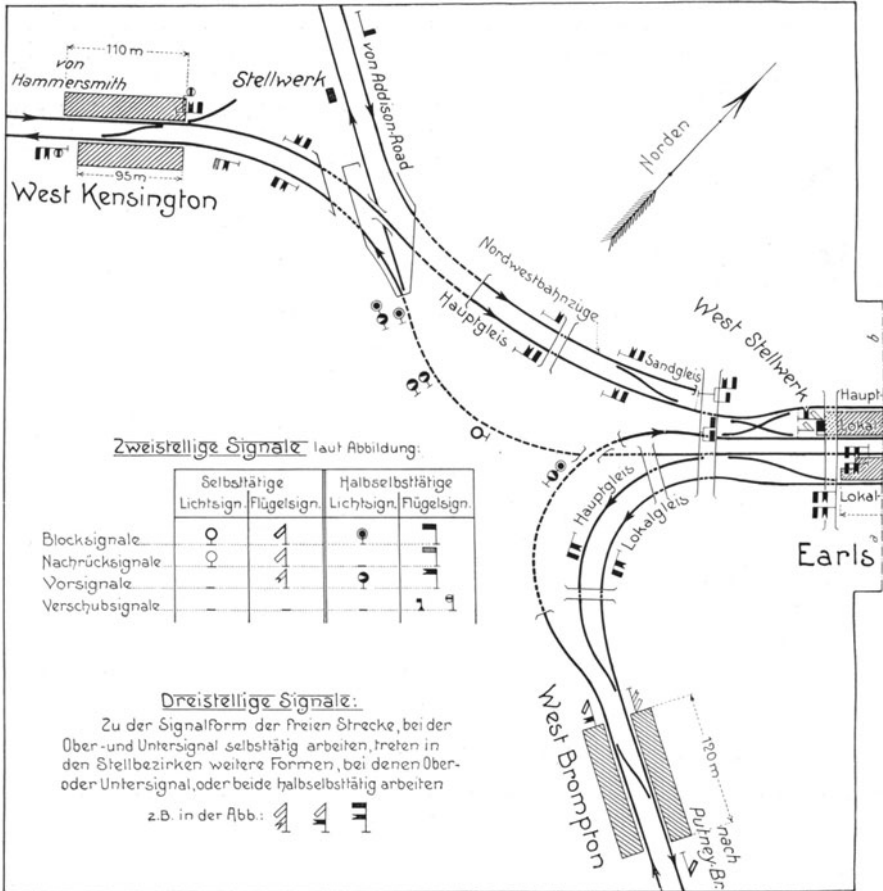 110 m
von
Hammersmith
Stellwerk
von Addison-Road
95m
West Kensington
Norden
Nordwestbahnzüge.
Hauptgleis
Sandgleis
West Stellwerk
Haupt-
Lokal-
Lokal-
g
e
Earls
Hauptgleis
Lokalgleis
Zweistellige Signale laut Abbildung:
Selbsttätige Halbselbsttätige
Lichtsign. Flügelsign. Lichtsign. Flügelsign.
Blocksignale
Nachrücksignale
Vorsignale
Verschubsignale
Dreistellige Signale:
Zu der Signalform der freien Strecke, bei der
Ober- und Untersignal selbsttätig arbeiten, treten in
den Stellbezirken weitere Formen, bei denen Ober-
oder Untersignal, oder beide halbselbsttätig arbeiten
z.B. in der Abb.:
West Brompton
120 m
nach
Putney-Br.